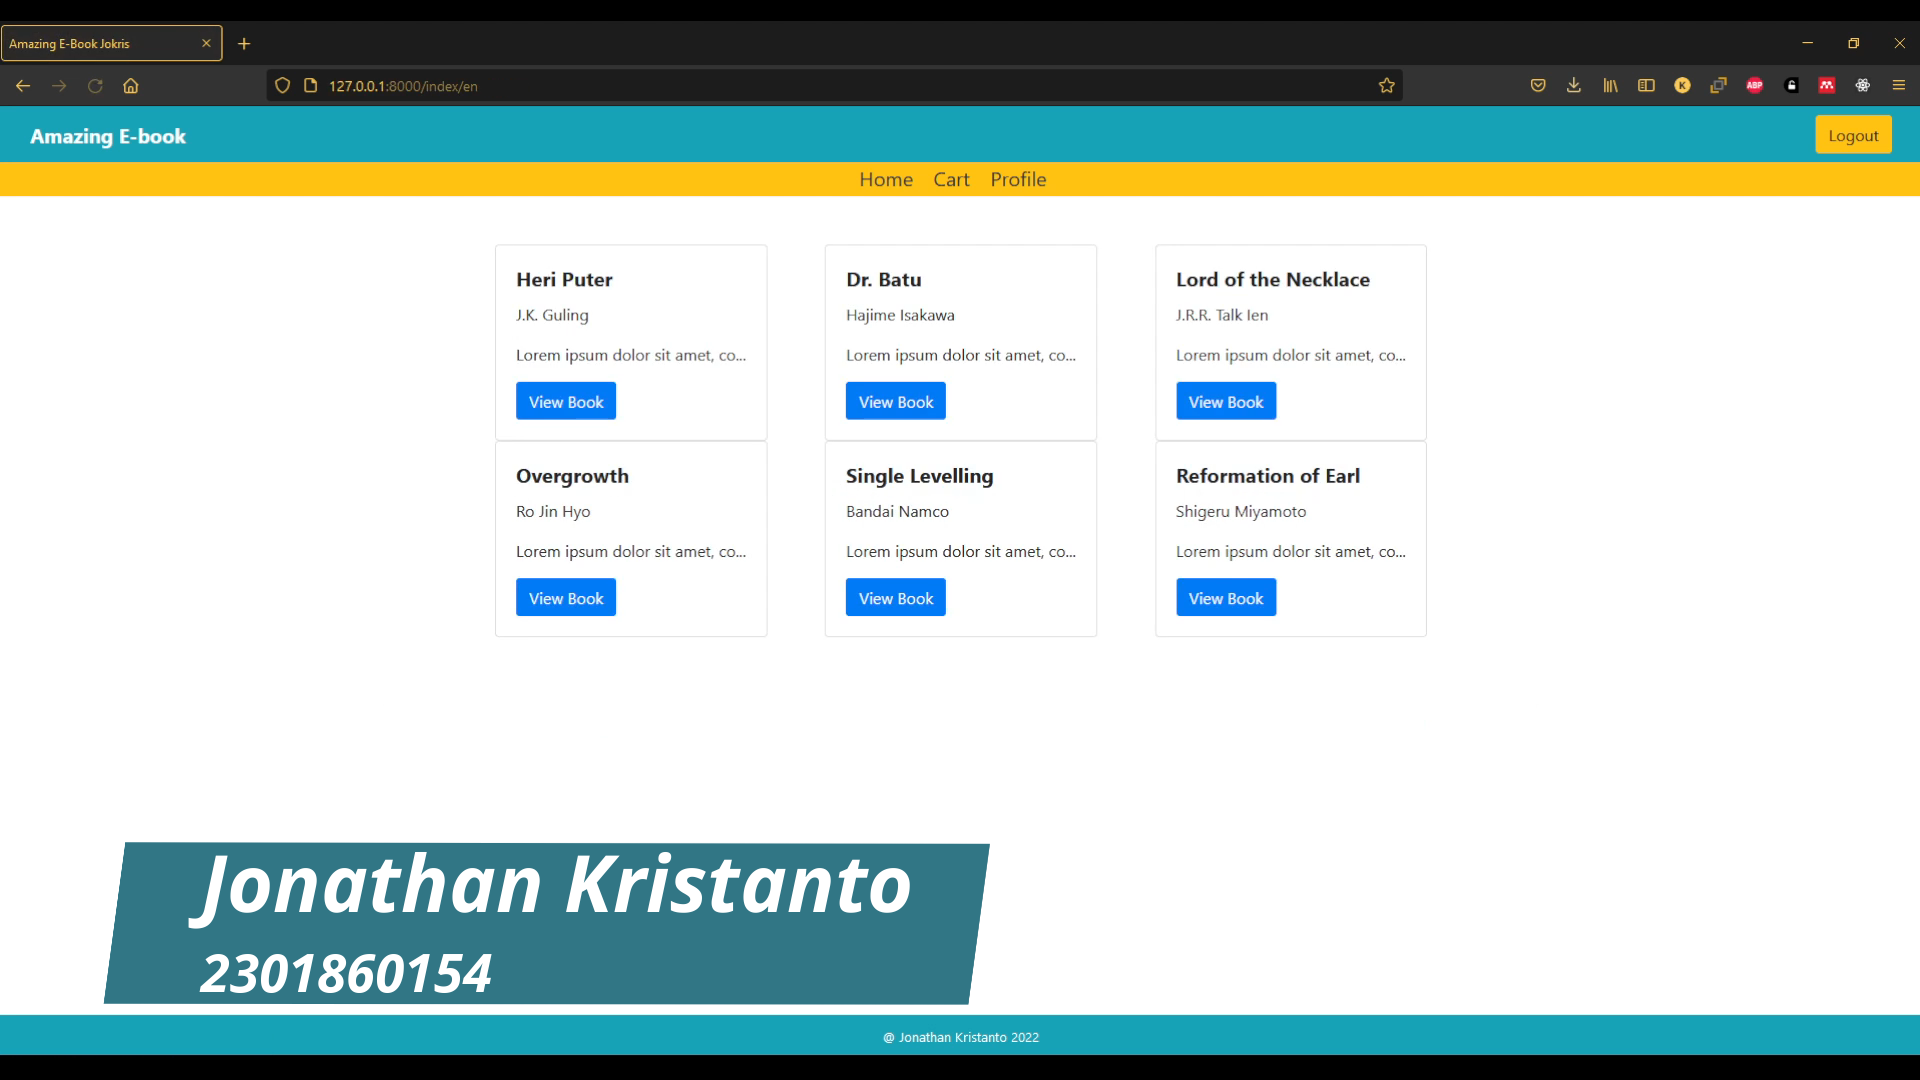 Amazing E-Book Jokris
127.0.0.1:8000/index/en
ABP
K
Amazing E-book
Logout
Home Cart Profile
Heri Puter
J.K. Guling
Lorem ipsum dolor sit amet, co...
View Book
Dr. Batu
Hajime Isakawa
Lorem ipsum dolor sit amet, co...
View Book
Lord of the Necklace
J.R.R. Talk Ien
Lorem ipsum dolor sit amet, co...
View Book
Overgrowth
Ro Jin Hyo
Lorem ipsum dolor sit amet, co...
View Book
Single Levelling
Bandai Namco
Lorem ipsum dolor sit amet, co...
View Book
Reformation of Earl
Shigeru Miyamoto
Lorem ipsum dolor sit amet, co...
View Book
Jonathan Kristanto
2301860154
@ Jonathan Kristanto 2022